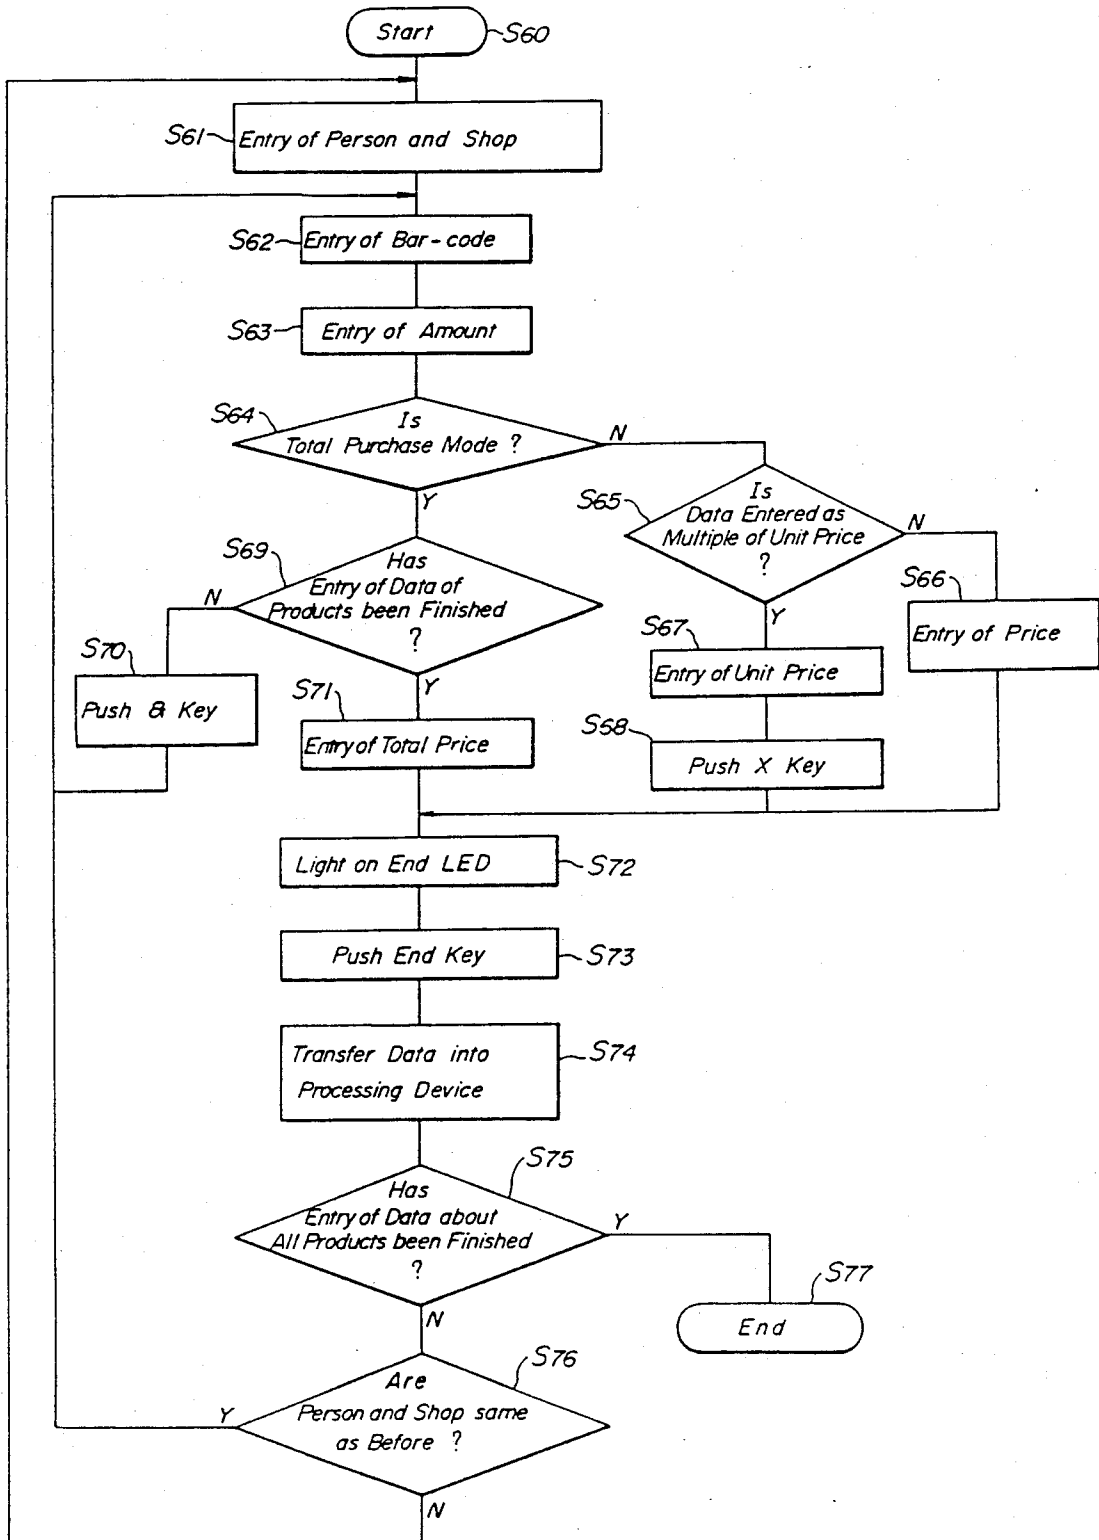 Start
S60
S61
Entry of Person and Shop
S62
Entry of Bar-code
S63
Entry of Amount
S64
Is
Total Purchase Mode ?
N
Y
S65
Is
Data Entered as
Multiple of Unit Price
?
N
Y
S66
Entry of Price
S67
Entry of Unit Price
S68
Push X Key
S69
Has
Entry of Data of
Products been Finished
?
N
Y
S70
Push & Key
S71
Entry of Total Price
Light on End LED
S72
Push End Key
S73
Transfer Data into
Processing Device
S74
S75
Has
Entry of Data about
All Products been Finished
?
Y
N
S77
End
S76
Are
Person and Shop same
as Before ?
Y
N